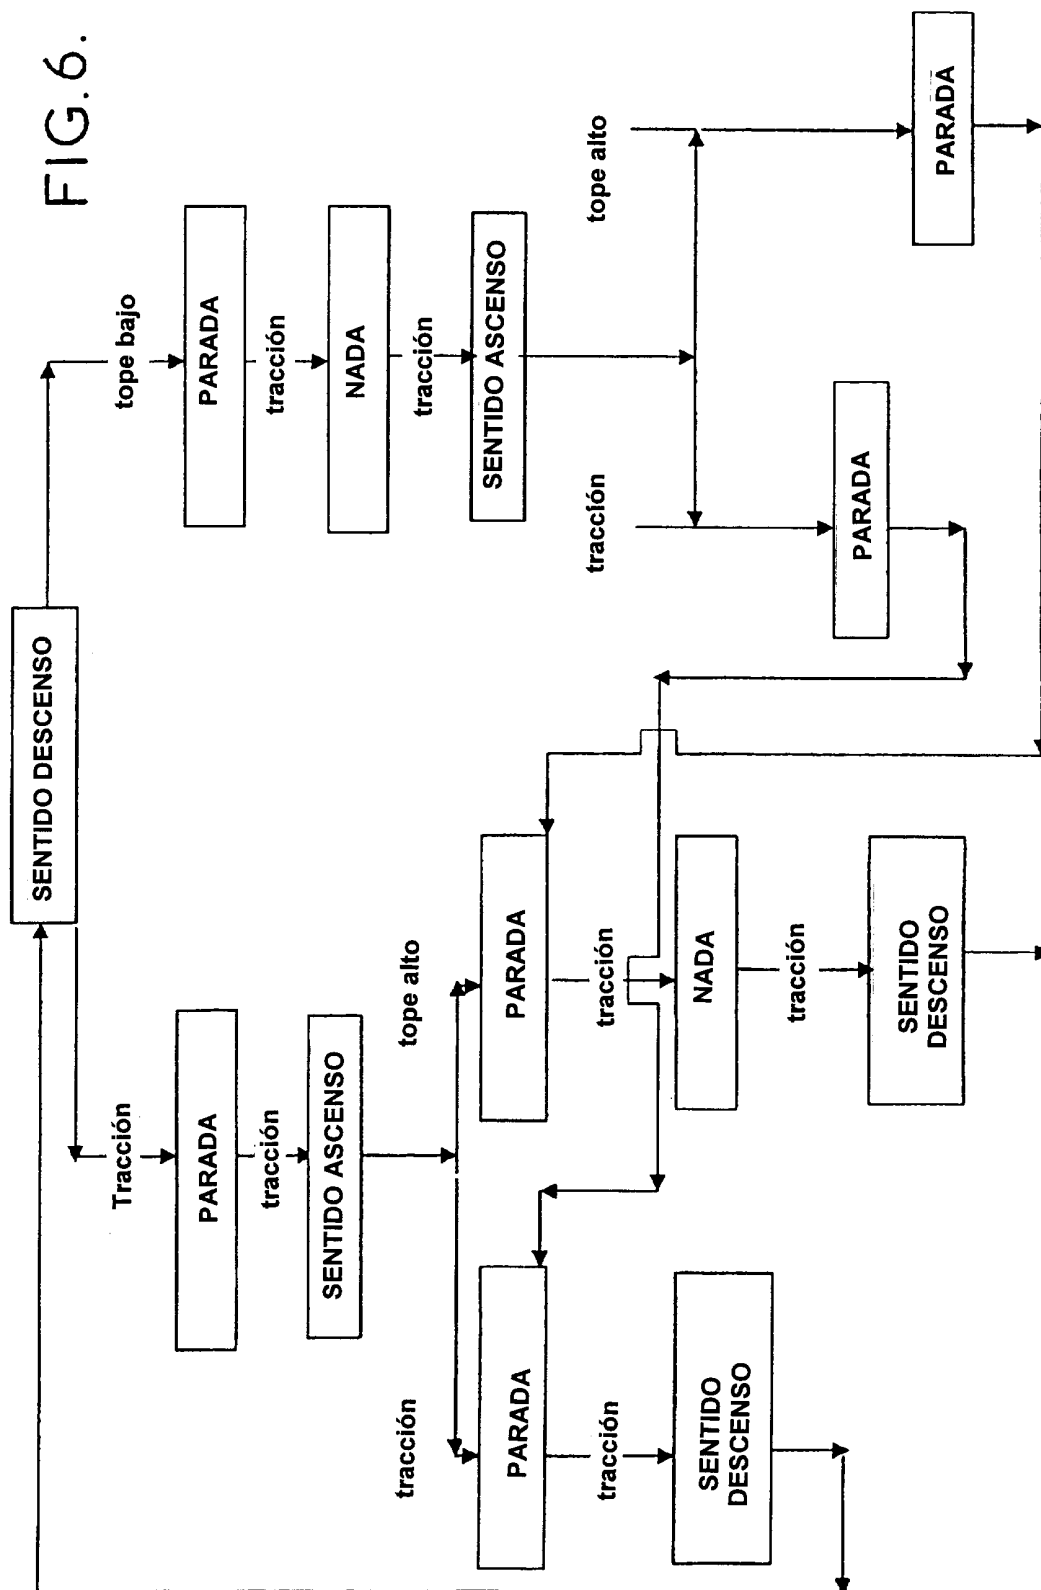 FIG.6.
SENTIDO DESCENSO
Tracción
tope bajo
PARADA
PARADA
tracción
tracción
SENTIDO ASCENSO
NADA
tracción
tope alto
tracción
SENTIDO ASCENSO
PARADA
PARADA
tracción
tracción
tracción
tope alto
SENTIDO
DESCENSO
NADA
tracción
PARADA
SENTIDO
DESCENSO
PARADA